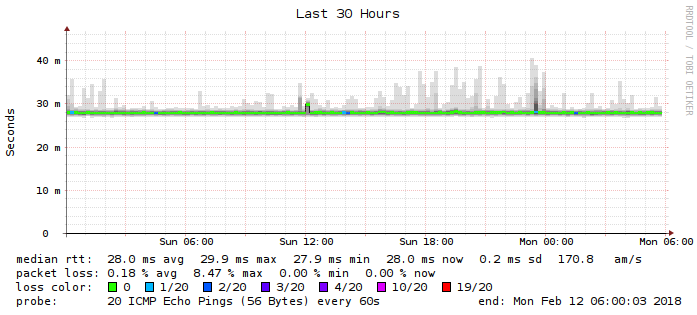 Last 30 Hours
RRDTOOL / TOBI OETIKER
Seconds
40 m
30 m
20 m
10 m
0
Sun 06:00 Sun 12:00 Sun 18:00 Mon 00:00 Mon 06:00
median rtt: 28.0 ms avg 29.9 ms max 27.9 ms min 28.0 ms now 0.2 ms sd 170.8 am/s
packet loss: 0.18 % avg 8.47 % max 0.00 % min 0.00 % now
loss color: 0 1/20 2/20 3/20 4/20 10/20 19/20
probe: 20 ICMP Echo Pings (56 Bytes) every 60s end: Mon Feb 12 06:00:03 2018